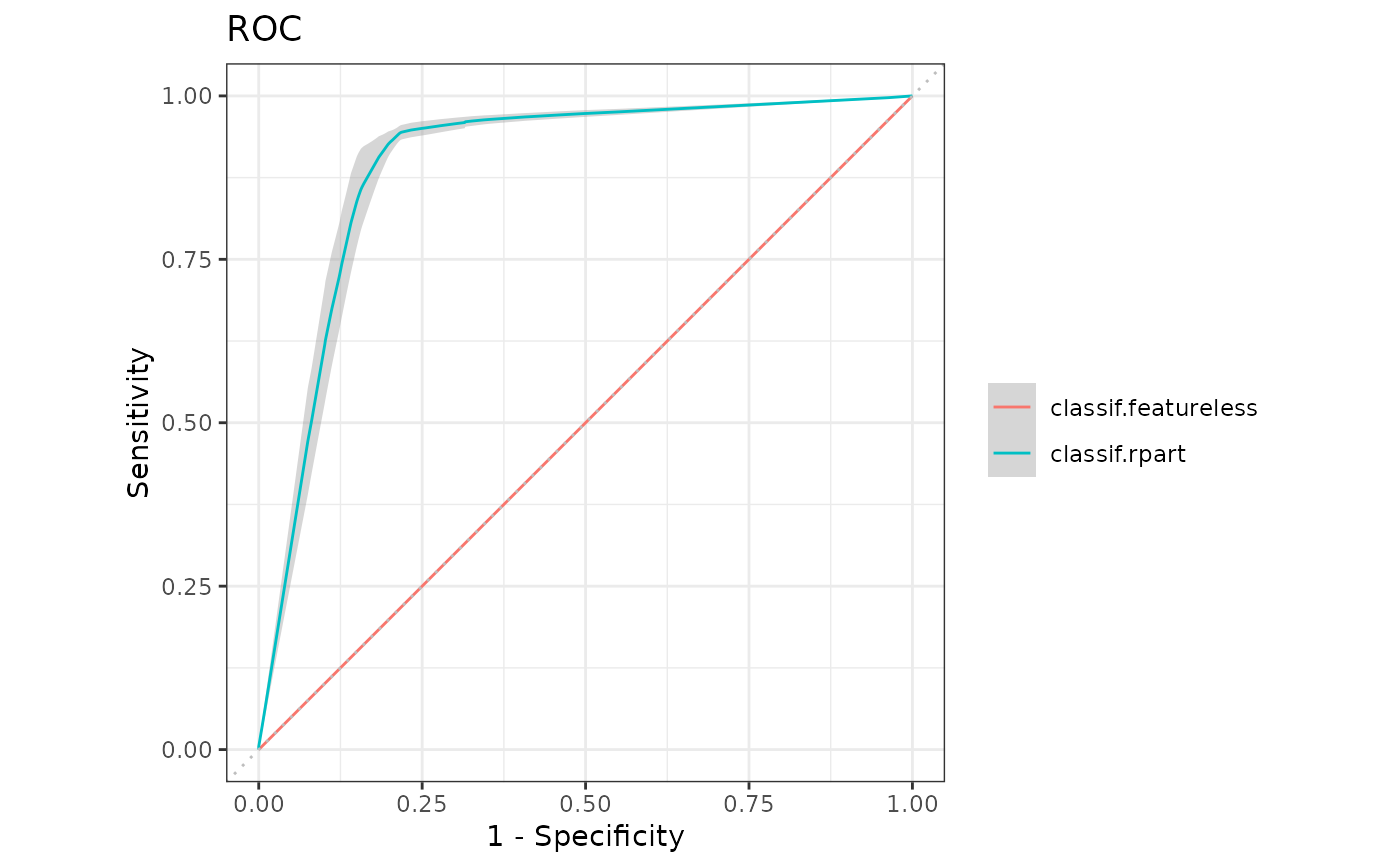 ROC
1.00
0.75
0.50
0.25
0.00
Sensitivity
0.00 0.25 0.50 0.75 1.00
1 - Specificity
classif.featureless
classif.rpart